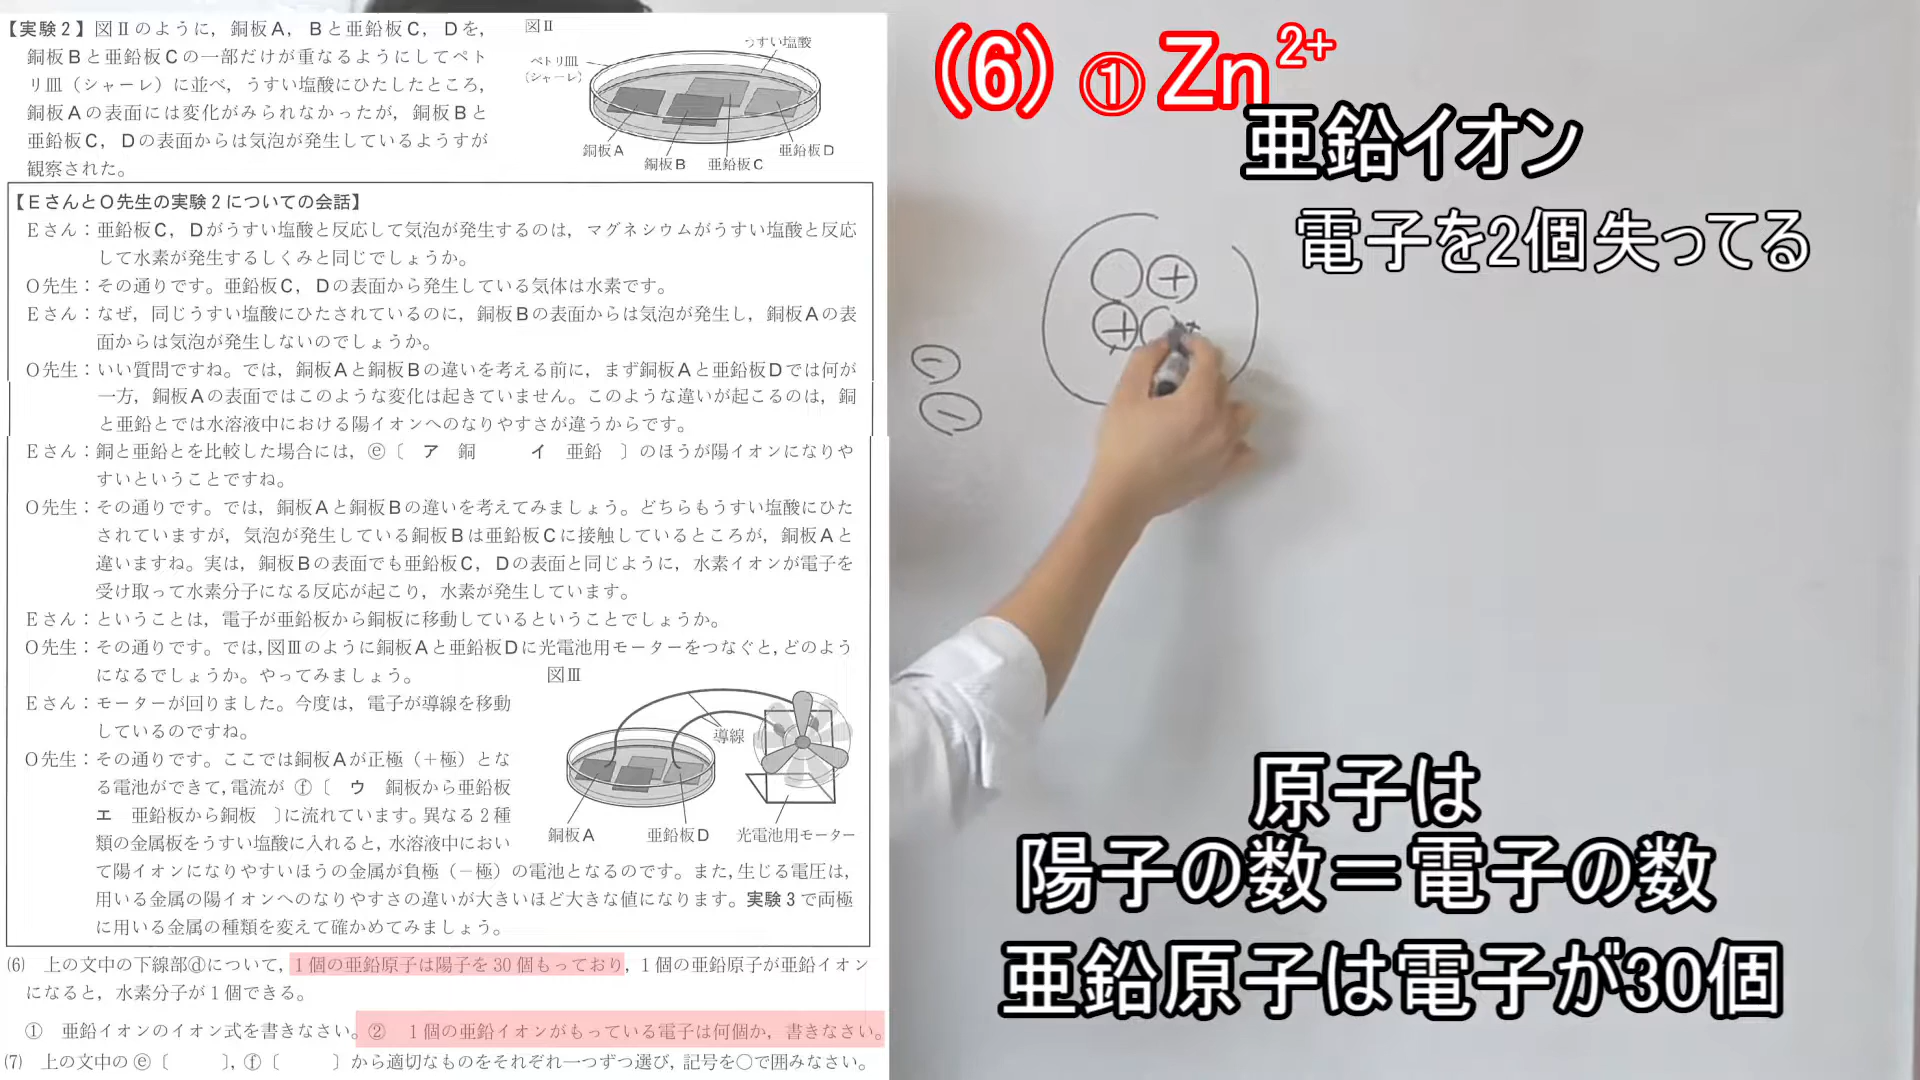 【実験2】図Ⅱのように，銅板A，Bと亜鉛板C，Dを，
銅板Bと亜鉛板Cの一部だけが重なるようにしてペト
リ皿（シャーレ）に並べ，うすい塩酸にひたしたところ，
銅板Aの表面には変化がみられなかったが，銅板Bと
亜鉛板C，Dの表面からは気泡が発生しているようすが
観察された。
図Ⅱ
うすい塩酸
ペトリ皿
（シャーレ）
銅板A
銅板B
亜鉛板C
亜鉛板D
【EさんとO先生の実験2についての会話】
Eさん：亜鉛板C，Dがうすい塩酸と反応して気泡が発生するのは，マグネシウムがうすい塩酸と反応
して水素が発生するしくみと同じでしょうか。
O先生：その通りです。亜鉛板C，Dの表面から発生している気体は水素です。
Eさん：なぜ，同じうすい塩酸にひたされているのに，銅板Bの表面からは気泡が発生し，銅板Aの表
面からは気泡が発生しないのでしょうか。
O先生：いい質問ですね。では，銅板Aと銅板Bの違いを考える前に，まず銅板Aと亜鉛板Dでは何が
一方，銅板Aの表面ではこのような変化は起きていません。このような違いが起こるのは，銅
と亜鉛とでは水溶液中における陽イオンへのなりやすさが違うからです。
Eさん：銅と亜鉛とを比較した場合には，ⓔ〔 ア 銅 イ 亜鉛 〕のほうが陽イオンになりや
すいということですね。
O先生：その通りです。では，銅板Aと銅板Bの違いを考えてみましょう。どちらもうすい塩酸にひた
されていますが，気泡が発生している銅板Bは亜鉛板Cに接触しているところが，銅板Aと
違いますね。実は，銅板Bの表面でも亜鉛板C，Dの表面と同じように，水素イオンが電子を
受け取って水素分子になる反応が起こり，水素が発生しています。
Eさん：ということは，電子が亜鉛板から銅板に移動しているということでしょうか。
O先生：その通りです。では，図Ⅲのように銅板Aと亜鉛板Dに光電池用モーターをつなぐと，どのよう
になるでしょうか。やってみましょう。
Eさん：モーターが回りました。今度は，電子が導線を移動
しているのですね。
O先生：その通りです。ここでは銅板Aが正極（＋極）とな
る電池ができて，電流が ⓕ〔 ウ 銅板から亜鉛板
エ 亜鉛板から銅板 〕に流れています。異なる2種
類の金属板をうすい塩酸に入れると，水溶液中におい
て陽イオンになりやすいほうの金属が負極（－極）の電池となるのです。また，生じる電圧は，
用いる金属の陽イオンへのなりやすさの違いが大きいほど大きな値になります。実験3で両極
に用いる金属の種類を変えて確かめてみましょう。
図Ⅲ
導線
銅板A
亜鉛板D
光電池用モーター
(6) 上の文中の下線部ⓓについて，1個の亜鉛原子は陽子を30個もっており，1個の亜鉛原子が亜鉛イオン
になると，水素分子が1個できる。
① 亜鉛イオンのイオン式を書きなさい。② 1個の亜鉛イオンがもっている電子は何個か，書きなさい。
(7) 上の文中の ⓔ〔 〕，ⓕ〔 〕から適切なものをそれぞれ一つずつ選び，記号を○で囲みなさい。
(6) ① Zn2+
亜鉛イオン
電子を2個失ってる
+
+
－
－
原子は
陽子の数＝電子の数
亜鉛原子は電子が30個